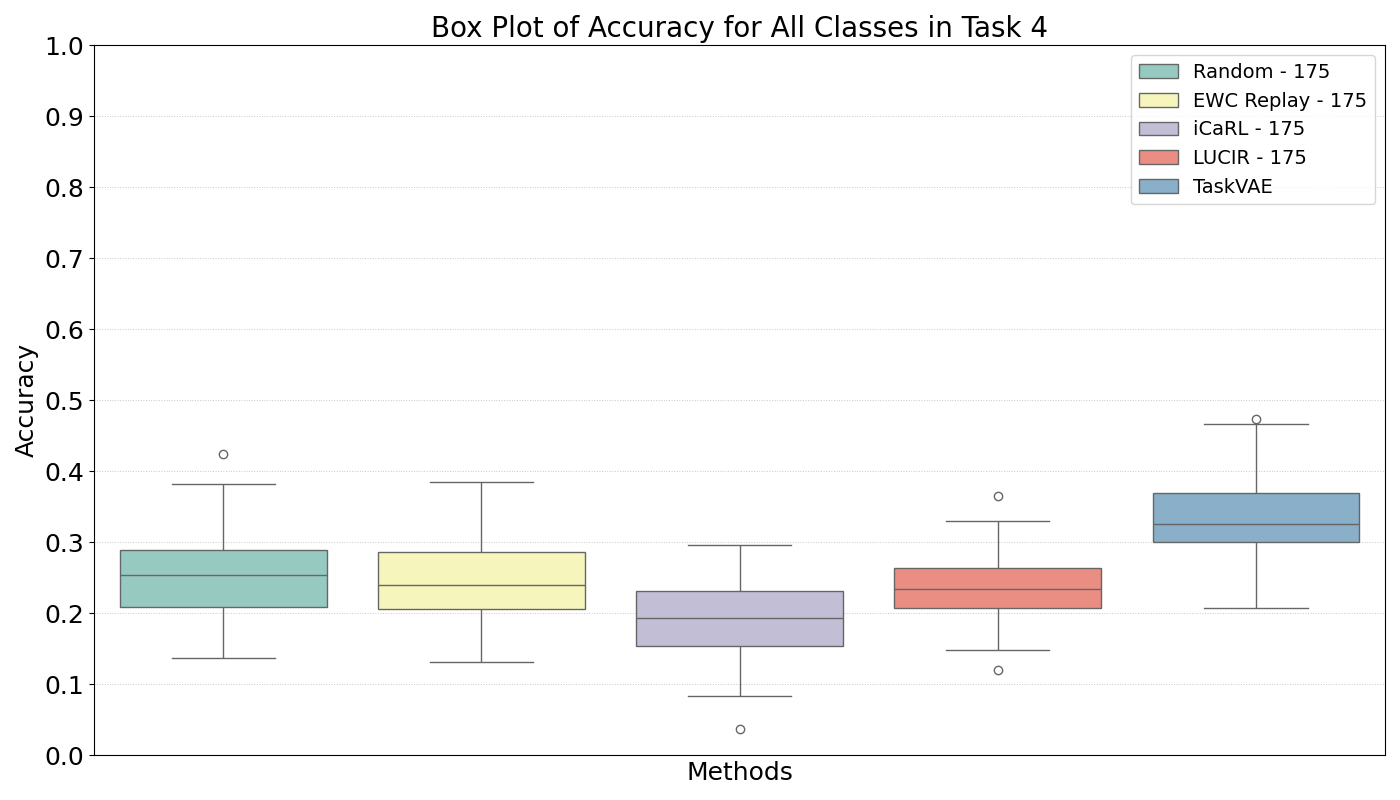 Box Plot of Accuracy for All Classes in Task 4
1.0
0.9
0.8
0.7
0.6
0.5
0.4
0.3
0.2
0.1
0.0
Accuracy
Methods
Random - 175
EWC Replay - 175
iCaRL - 175
LUCIR - 175
TaskVAE